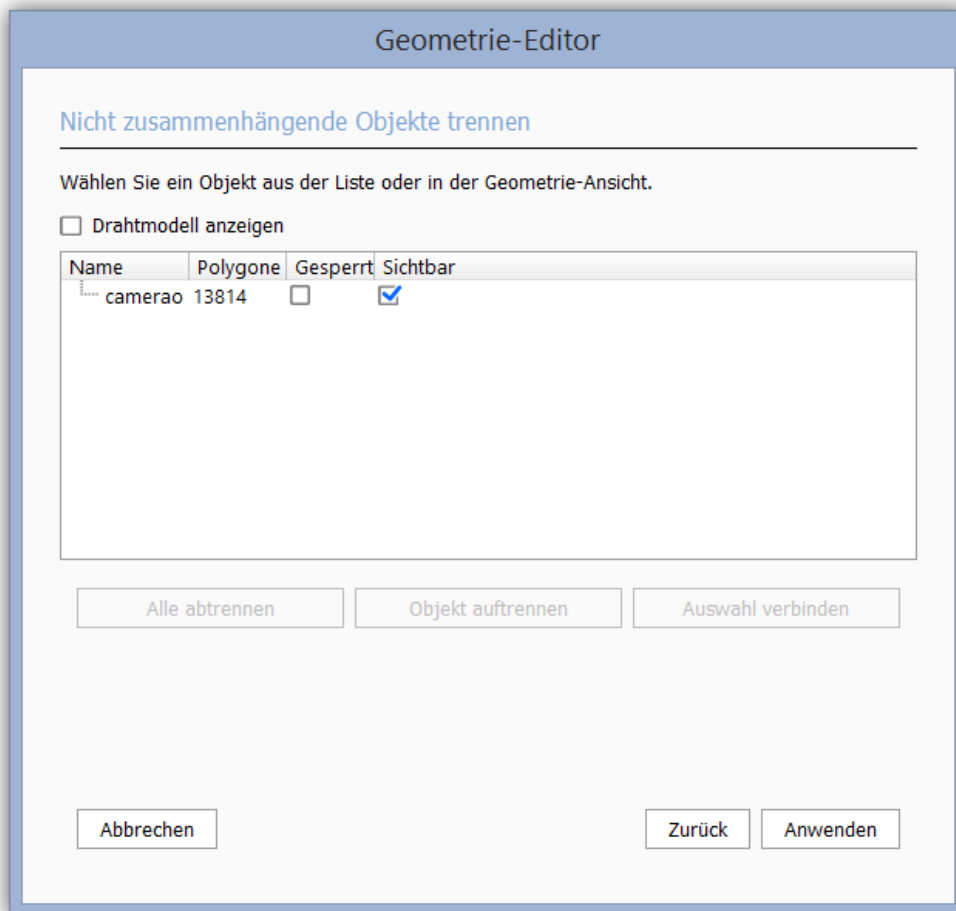 Geometrie-Editor
Nicht zusammenhängende Objekte trennen
Wählen Sie ein Objekt aus der Liste oder in der Geometrie-Ansicht.
Drahtmodell anzeigen
Name Polygone Gesperrt Sichtbar
camerao 13814
Alle abtrennen Objekt auftrennen Auswahl verbinden
Abbrechen Zurück Anwenden